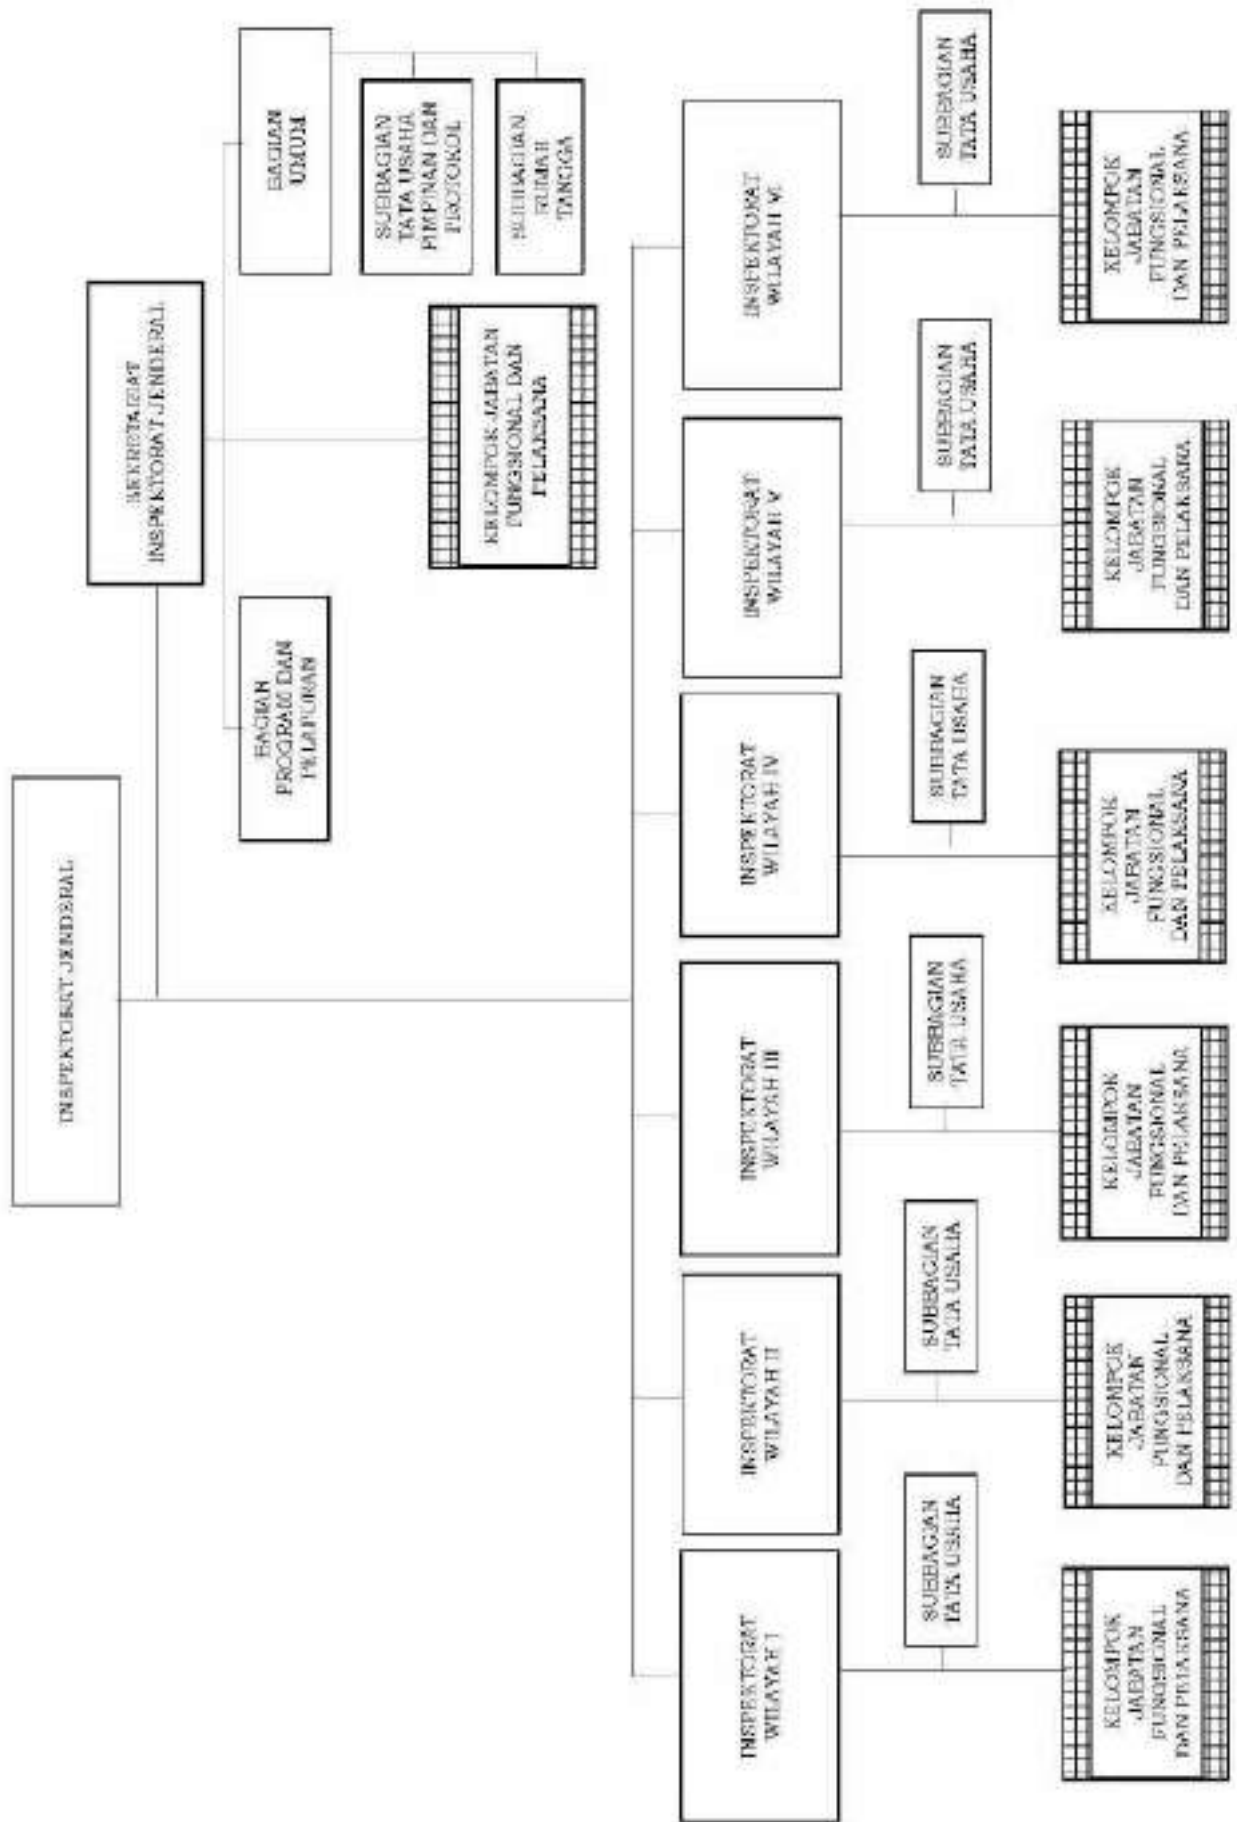 INSPEKTORAT JENDERAL
SEKRETARIAT
INSPEKTORAT JENDERAL
BAGIAN
PROGRAM DAN
PELAPORAN
BAGIAN
UMUM
KELOMPOK JABATAN
FUNGSIONAL DAN
PELAKSANA
SUBBAGIAN
TATA USAHA
PIMPINAN DAN
PROTOKOL
SUBBAGIAN
RUMAH
TANGGA
INSPEKTORAT
WILAYAH I
INSPEKTORAT
WILAYAH II
INSPEKTORAT
WILAYAH III
INSPEKTORAT
WILAYAH IV
INSPEKTORAT
WILAYAH V
INSPEKTORAT
WILAYAH VI
SUBBAGIAN
TATA USAHA
SUBBAGIAN
TATA USAHA
SUBBAGIAN
TATA USAHA
SUBBAGIAN
TATA USAHA
SUBBAGIAN
TATA USAHA
SUBBAGIAN
TATA USAHA
KELOMPOK
JABATAN
FUNGSIONAL
DAN PELAKSANA
KELOMPOK
JABATAN
FUNGSIONAL
DAN PELAKSANA
KELOMPOK
JABATAN
FUNGSIONAL
DAN PELAKSANA
KELOMPOK
JABATAN
FUNGSIONAL
DAN PELAKSANA
KELOMPOK
JABATAN
FUNGSIONAL
DAN PELAKSANA
KELOMPOK
JABATAN
FUNGSIONAL
DAN PELAKSANA